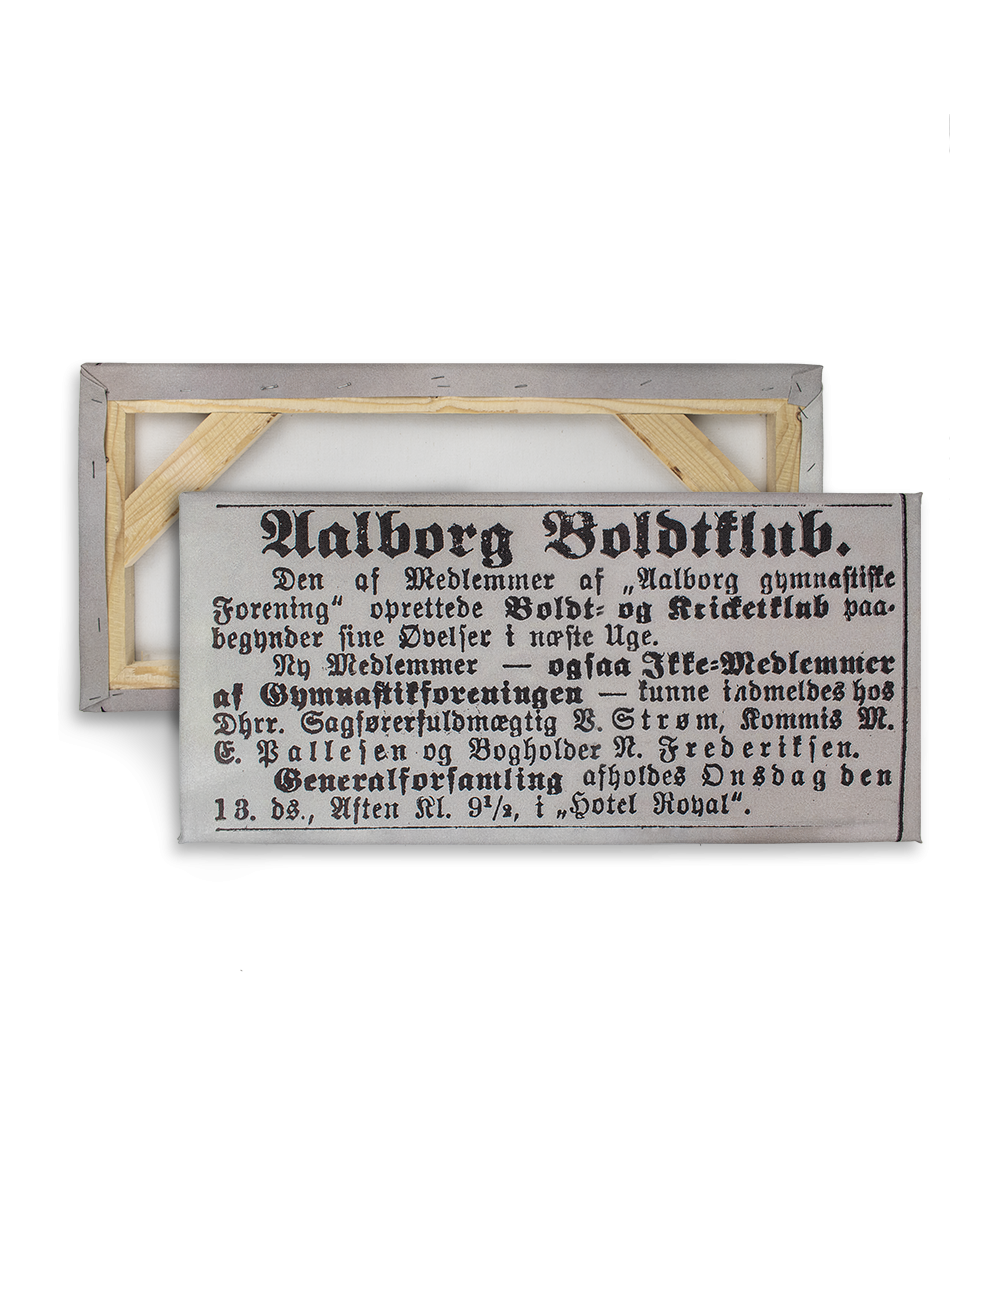 Aalborg Boldtklub.
Den af Medlemmer af „Aalborg gymnastiske
Forening“ oprettede Boldt- og Kricketklub paa-
begynder sine Øvelser i næste Uge.
Ny Medlemmer — ogsaa Ikke-Medlemmer
af Gymnastikforeningen — kunne indmeldes hos
Dhrr. Sagførerfuldmægtig V. Strøm, Kommis M.
E. Pallesen og Bogholder N. Frederiksen.
Generalforsamling afholdes Onsdag den
13. ds., Aften Kl. 9½, i „Hotel Royal“.